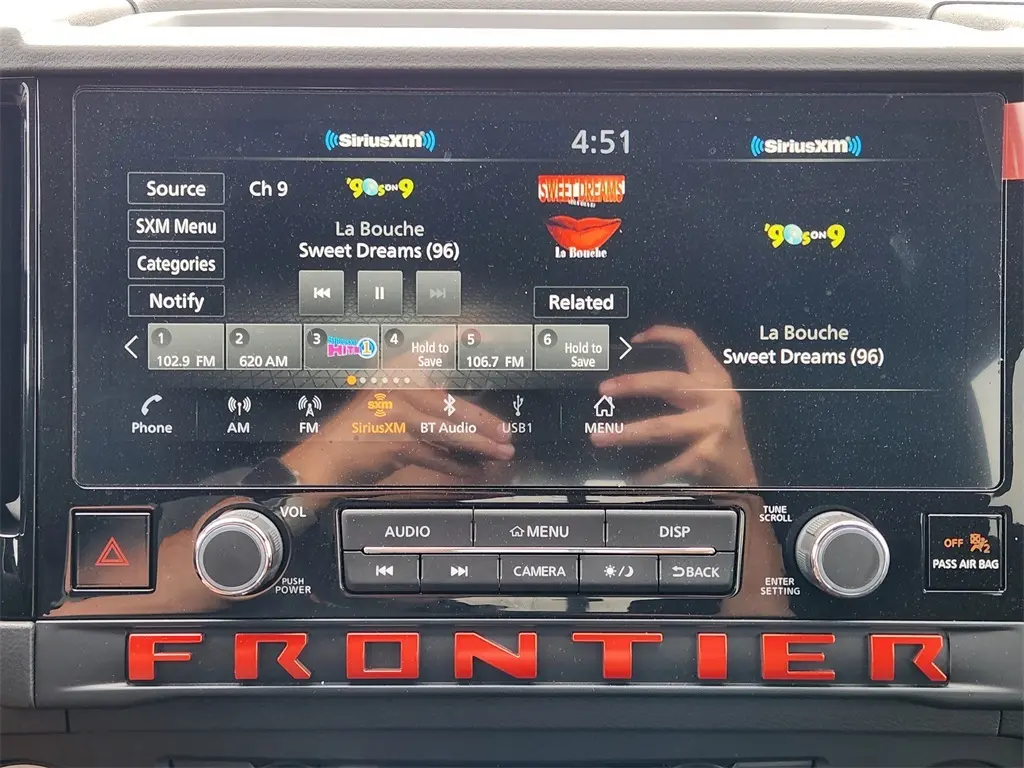 SiriusXM
4:51
SiriusXM
Source
Ch 9
'90s ON 9
SWEET DREAMS
SXM Menu
La Bouche
Sweet Dreams (96)
La Bouche
'90s ON 9
Categories
Notify
Related
1
2
3
4
5
6
102.9 FM
620 AM
HITS 1
Hold to
Save
106.7 FM
Hold to
Save
La Bouche
Sweet Dreams (96)
Phone
AM
FM
sxm
SiriusXM
BT Audio
USB1
MENU
VOL
PUSH
POWER
AUDIO
MENU
DISP
CAMERA
BACK
TUNE
SCROLL
ENTER
SETTING
OFF
2
PASS AIR BAG
FRONTIER